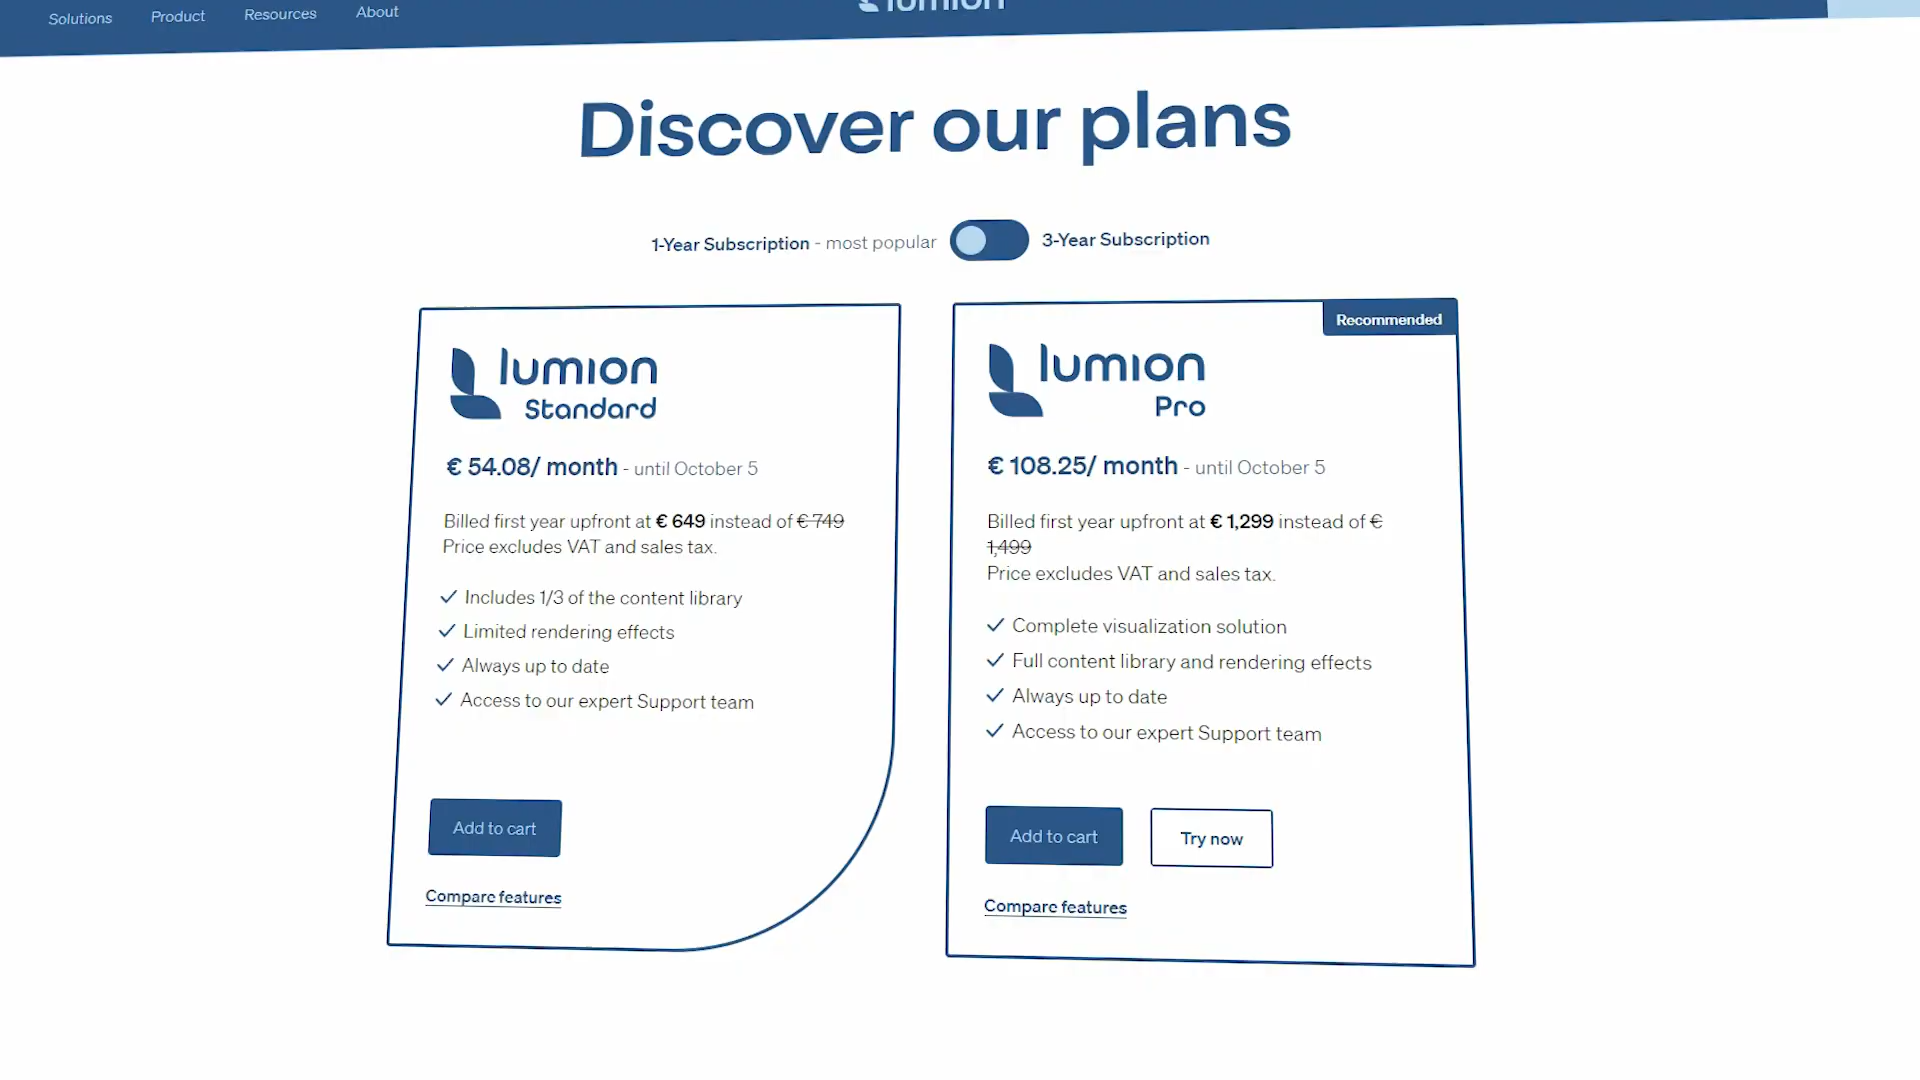 Solutions Product Resources About
lumion
Discover our plans
1-Year Subscription - most popular 3-Year Subscription
lumion
Standard
€ 54.08/ month - until October 5
Billed first year upfront at € 649 instead of € 749
Price excludes VAT and sales tax.
Includes 1/3 of the content library
Limited rendering effects
Always up to date
Access to our expert Support team
Add to cart
Compare features
Recommended
lumion
Pro
€ 108.25/ month - until October 5
Billed first year upfront at € 1,299 instead of €
1,499
Price excludes VAT and sales tax.
Complete visualization solution
Full content library and rendering effects
Always up to date
Access to our expert Support team
Add to cart Try now
Compare features